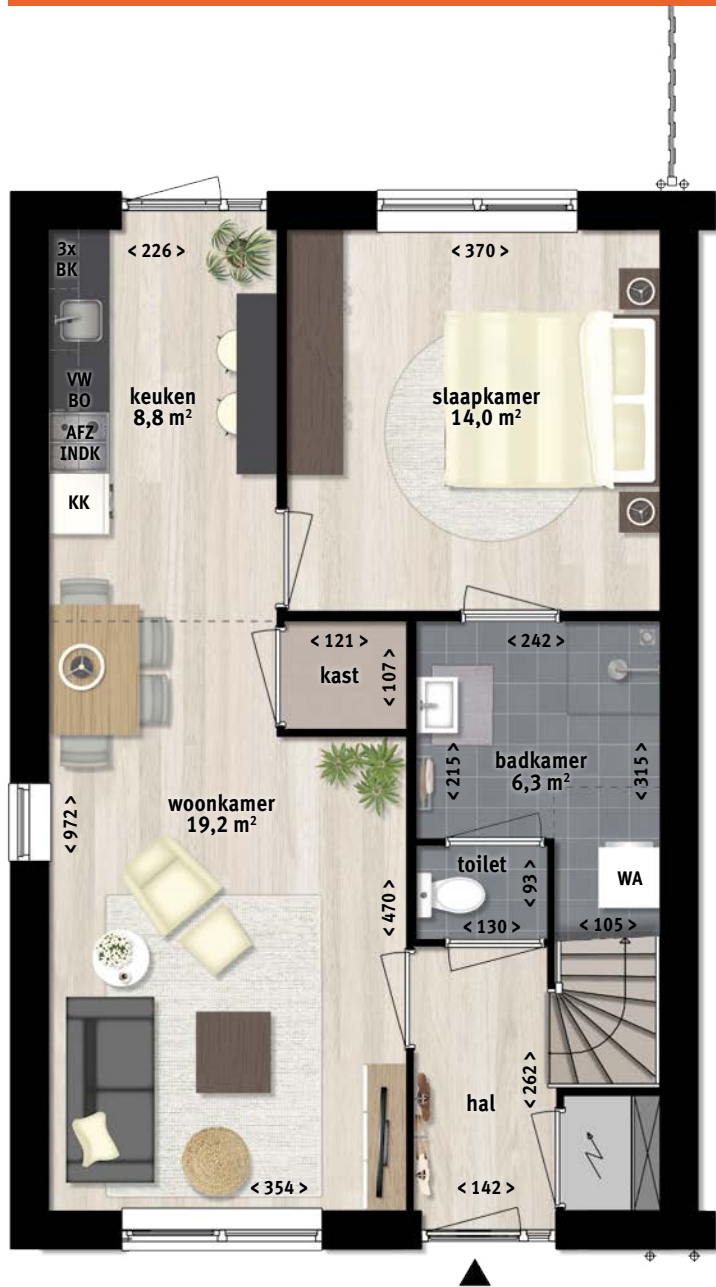 3x
BK
< 226 >
< 370 >
VW
BO
keuken
8,8 m²
slaapkamer
14,0 m²
AFZ
INDK
KK
< 121 >
kast
< 107 >
< 242 >
badkamer
6,3 m²
< 215 >
< 315 >
woonkamer
19,2 m²
< 972 >
toilet
< 93 >
WA
< 470 >
< 130 >
< 105 >
hal
< 262 >
< 354 >
< 142 >